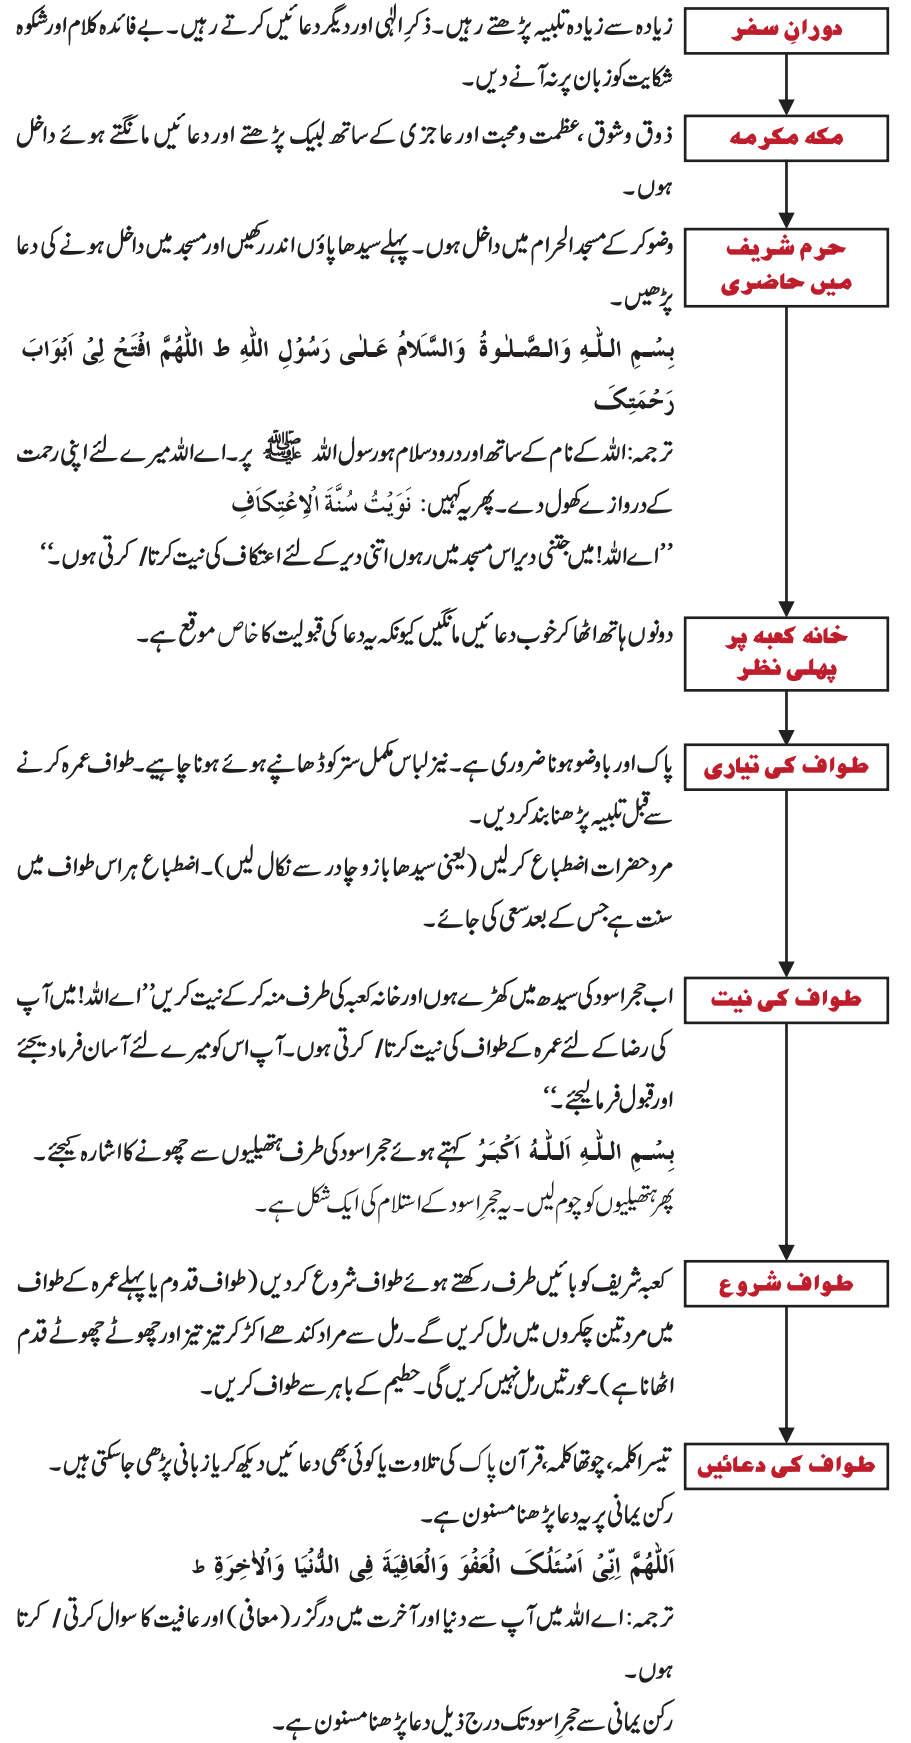 دورانِ سفر
زیادہ سے زیادہ تلبیہ پڑھتے رہیں۔ ذکرِ الٰہی اور دیگر دعائیں کرتے رہیں۔ بے فائدہ کلام اور شکوہ
شکایت کو زبان پر نہ آنے دیں۔
مکہ مکرمہ
ذوق وشوق ،عظمت ومحبت اور عاجزی کے ساتھ لبیک پڑھتے اور دعائیں مانگتے ہوئے داخل
ہوں۔
حرم شریف
میں حاضری
وضو کر کے مسجد الحرام میں داخل ہوں۔ پہلے سیدھا پاؤں اندر رکھیں اور مسجد میں داخل ہونے کی دعا
پڑھیں۔
بِسْمِ اللّٰهِ وَالصَّلٰوةُ وَالسَّلَامُ عَلٰی رَسُوْلِ اللّٰهِ ط اَللّٰهُمَّ افْتَحْ لِیْ اَبْوَابَ
رَحْمَتِکَ
ترجمہ: اللہ کے نام کے ساتھ اور درود سلام ہو رسول اللہ ﷺ پر۔ اے اللہ میرے لئے اپنی رحمت
کے دروازے کھول دے۔ پھر یہ کہیں: نَوَيْتُ سُنَّةَ الْاِعْتِکَافِ
’’اے اللہ! میں جتنی دیر اس مسجد میں رہوں اتنی دیر کے لئے اعتکاف کی نیت کرتا/ کرتی ہوں۔‘‘
خانہ کعبہ پر
پہلی نظر
دونوں ہاتھ اٹھا کر خوب دعائیں مانگیں کیونکہ یہ دعا کی قبولیت کا خاص موقع ہے۔
طواف کی تیاری
پاک اور باوضو ہونا ضروری ہے۔ نیز لباس مکمل ستر کو ڈھانپے ہوئے ہونا چاہیے۔ طواف عمرہ کرنے
سے قبل تلبیہ پڑھنا بند کر دیں۔
مرد حضرات اضطباع کر لیں (یعنی سیدھا بازو چادر سے نکال لیں)۔ اضطباع ہر اس طواف میں
سنت ہے جس کے بعد سعی کی جائے۔
طواف کی نیت
اب حجر اسود کی سیدھ میں کھڑے ہوں اور خانہ کعبہ کی طرف منہ کر کے نیت کریں’’اے اللہ! میں آپ
کی رضا کے لئے عمرہ کے طواف کی نیت کرتا/ کرتی ہوں۔ آپ اس کو میرے لئے آسان فرما دیجئے
اور قبول فرما لیجئے۔‘‘
بِسْمِ اللّٰهِ اَللّٰهُ اَکْبَرُ کہتے ہوئے حجر اسود کی طرف ہتھیلیوں سے چھونے کا اشارہ کیجئے۔
پھر ہتھیلیوں کو چوم لیں۔ یہ حجرِ اسود کے استلام کی ایک شکل ہے۔
طواف شروع
کعبہ شریف کو بائیں طرف رکھتے ہوئے طواف شروع کر دیں (طواف قدوم یا پہلے عمرہ کے طواف
میں مرد تین چکروں میں رمل کریں گے۔ رمل سے مراد کندھے اکڑ کر تیز تیز اور چھوٹے چھوٹے قدم
اٹھانا ہے)۔ عورتیں رمل نہیں کریں گی۔ حطیم کے باہر سے طواف کریں۔
طواف کی دعائیں
تیسرا کلمہ، چوتھا کلمہ، قرآن پاک کی تلاوت یا کوئی بھی دعائیں دیکھ کر یا زبانی پڑھی جا سکتی ہیں۔
رکن یمانی پر یہ دعا پڑھنا مسنون ہے۔
اَللّٰهُمَّ اِنِّیْ اَسْئَلُکَ الْعَفْوَ وَالْعَافِيَةَ فِی الدُّنْيَا وَالْاٰخِرَةِ ط
ترجمہ: اے اللہ میں آپ سے دنیا اور آخرت میں درگزر (معافی) اور عافیت کا سوال کرتی/ کرتا
ہوں۔
رکن یمانی سے حجرِ اسود تک درج ذیل دعا پڑھنا مسنون ہے۔